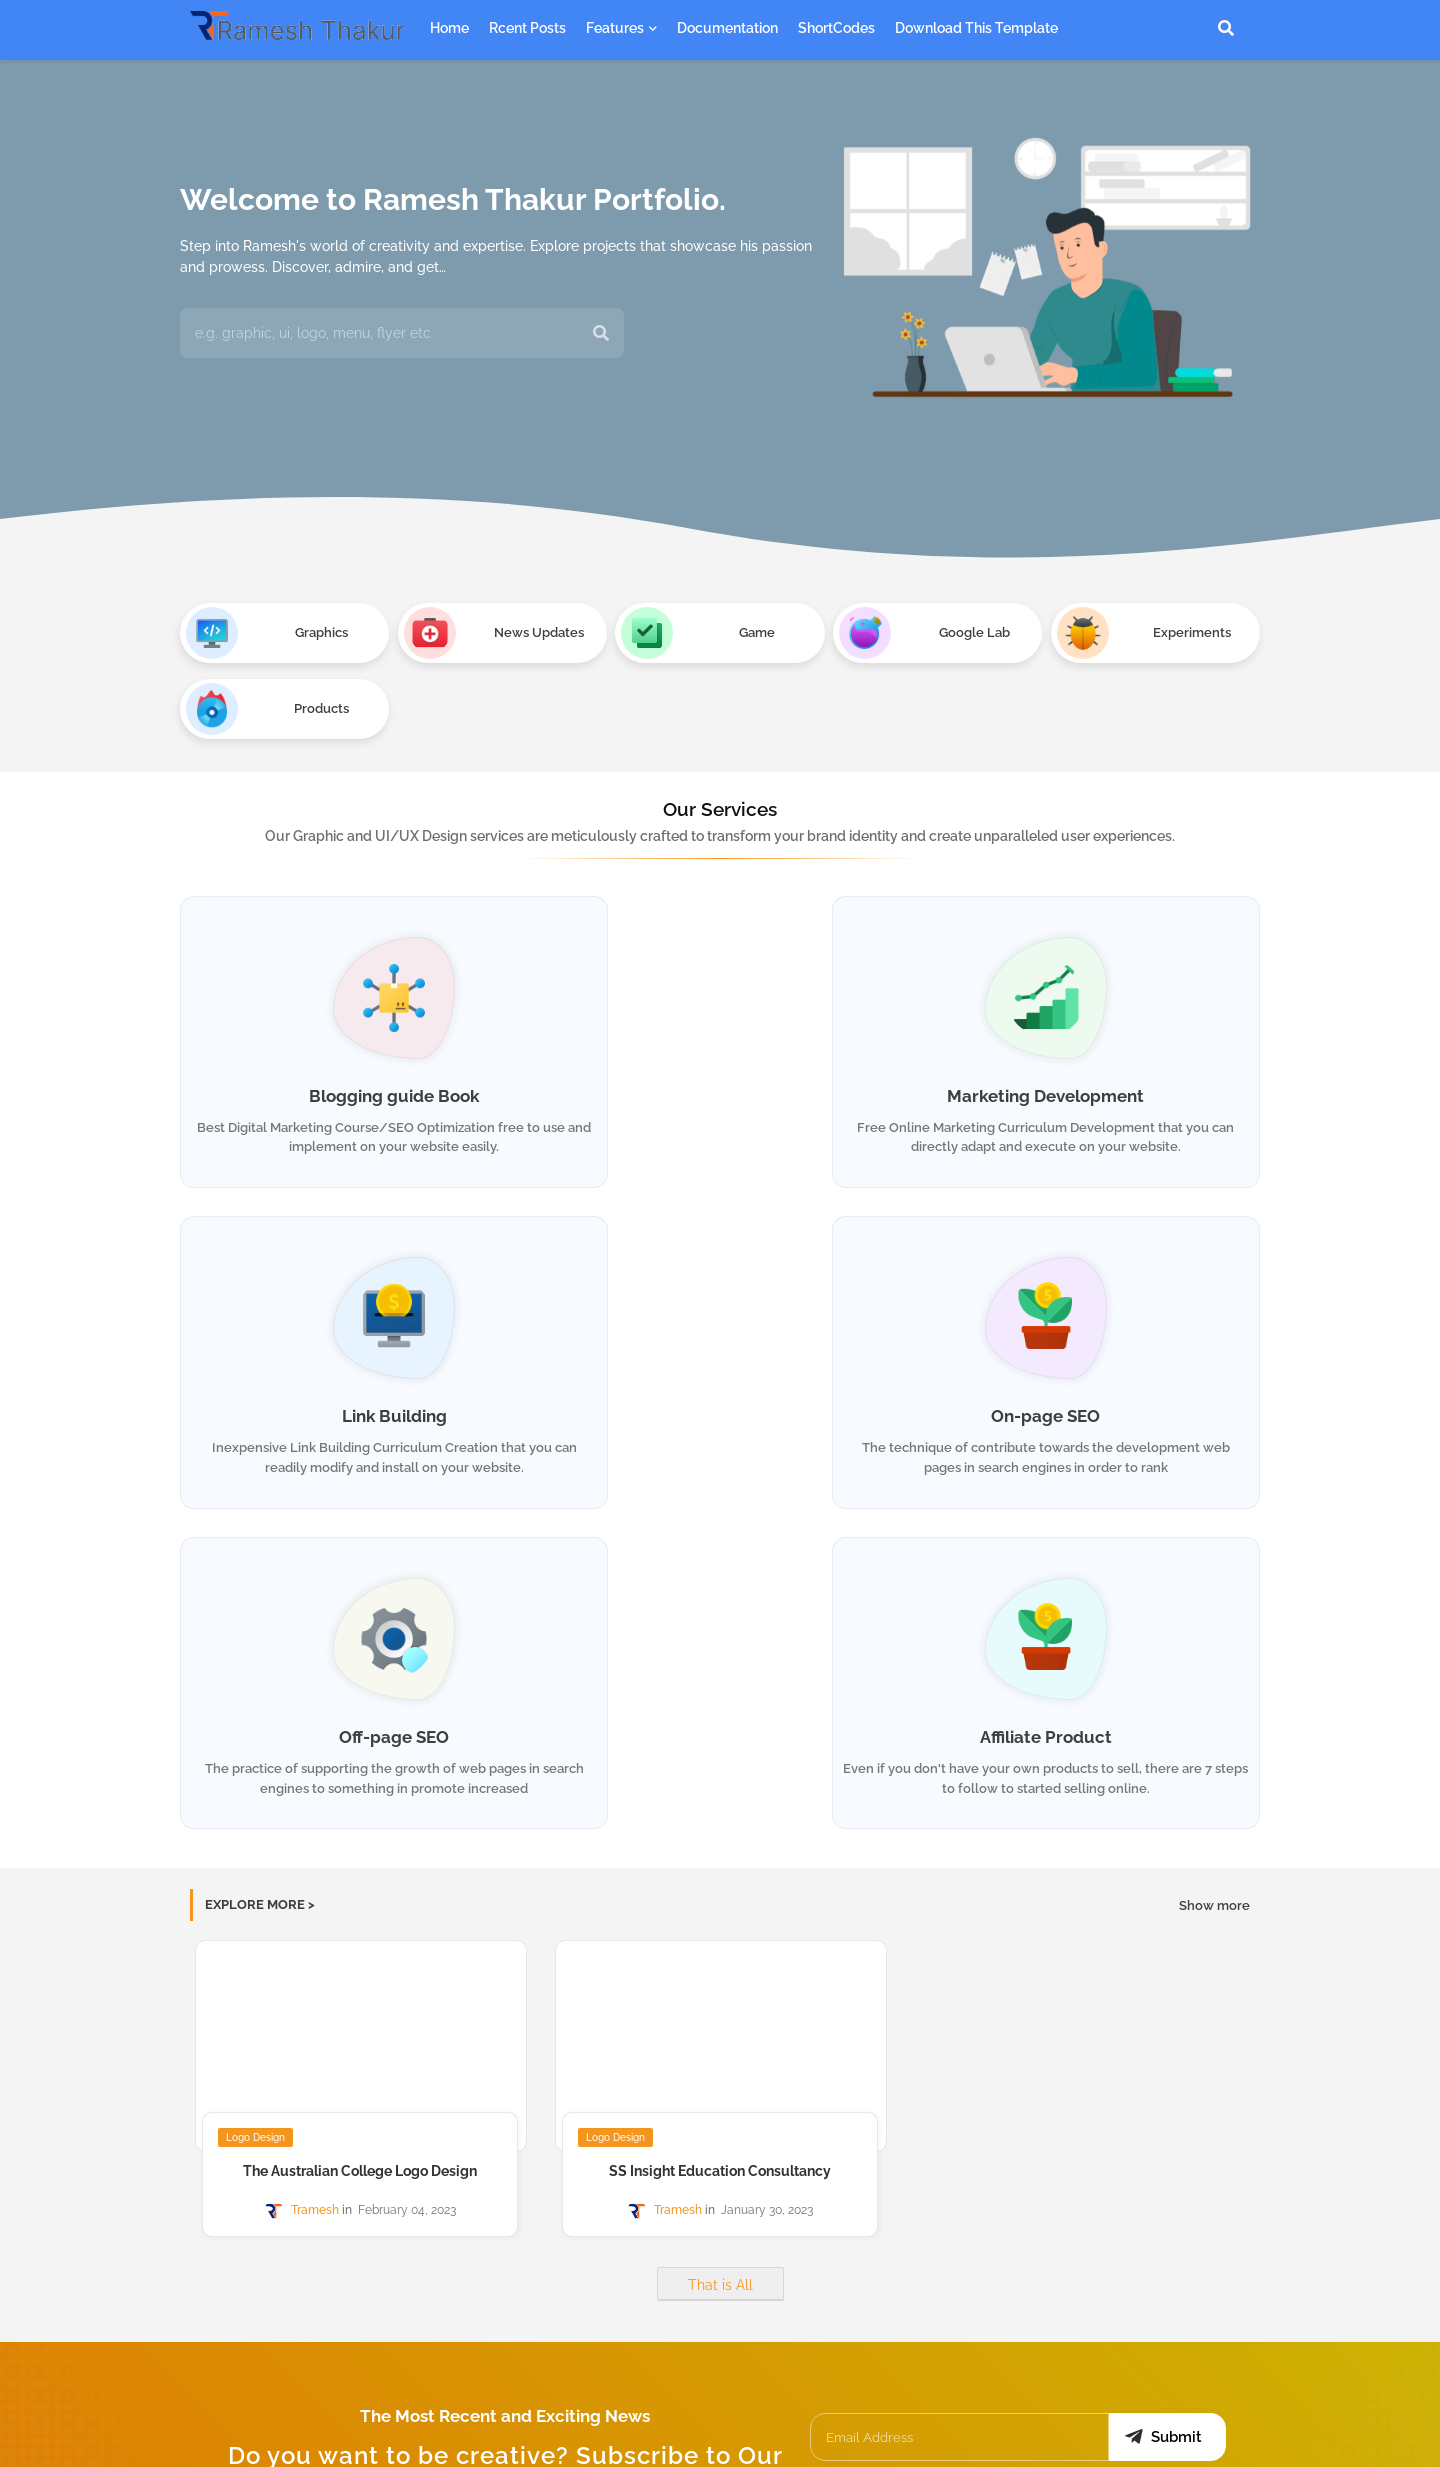 Ramesh Thakur
Home Rcent Posts Features Documentation ShortCodes Download This Template
Welcome to Ramesh Thakur Portfolio.
Step into Ramesh's world of creativity and expertise. Explore projects that showcase his passion
and prowess. Discover, admire, and get…
e.g. graphic, ui, logo, menu, flyer etc
Graphics
News Updates
Game
Google Lab
Experiments
Products
Our Services
Our Graphic and UI/UX Design services are meticulously crafted to transform your brand identity and create unparalleled user experiences.
Blogging guide Book
Best Digital Marketing Course/SEO Optimization free to use and
implement on your website easily.
Marketing Development
Free Online Marketing Curriculum Development that you can
directly adapt and execute on your website.
Link Building
Inexpensive Link Building Curriculum Creation that you can
readily modify and install on your website.
On-page SEO
The technique of contribute towards the development web
pages in search engines in order to rank
Off-page SEO
The practice of supporting the growth of web pages in search
engines to something in promote increased
Affiliate Product
Even if you don't have your own products to sell, there are 7 steps
to follow to started selling online.
EXPLORE MORE >
Show more
Logo Design
The Australian College Logo Design
Tramesh in February 04, 2023
Logo Design
SS Insight Education Consultancy
Tramesh in January 30, 2023
That is All
The Most Recent and Exciting News
Do you want to be creative? Subscribe to Our
Email Address
Submit